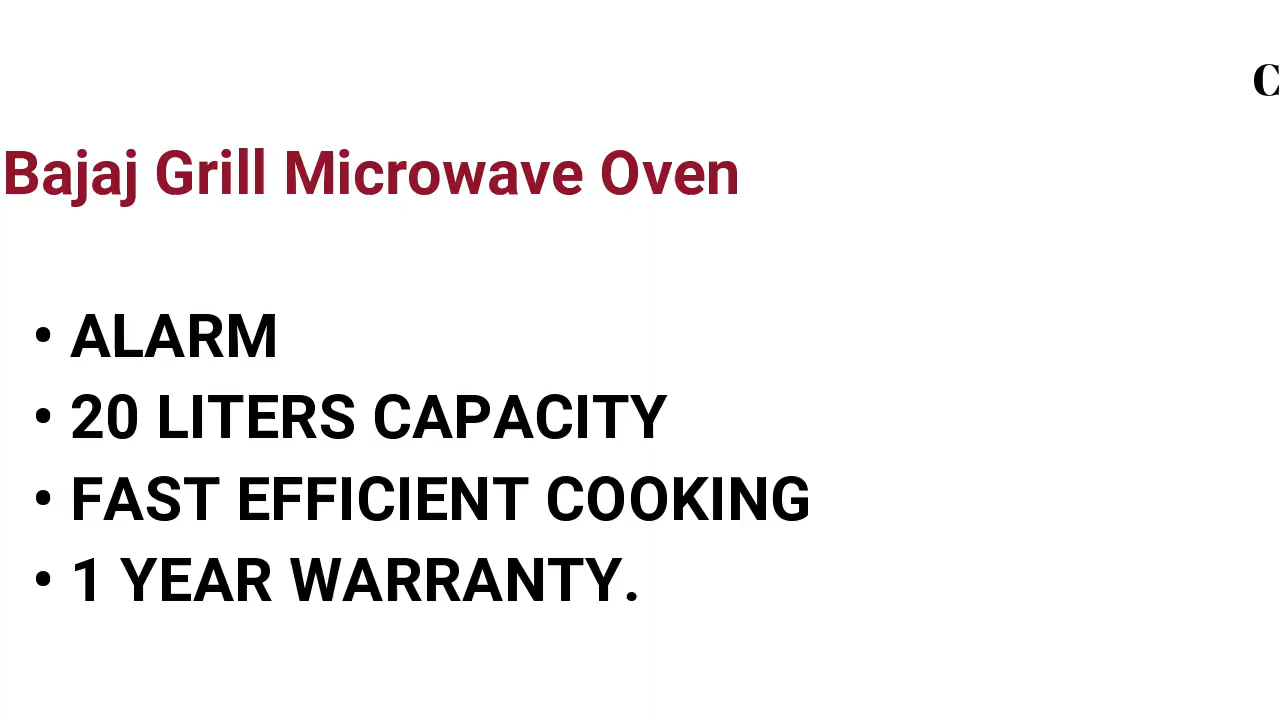 C
Bajaj Grill Microwave Oven
• ALARM
• 20 LITERS CAPACITY
• FAST EFFICIENT COOKING
• 1 YEAR WARRANTY.